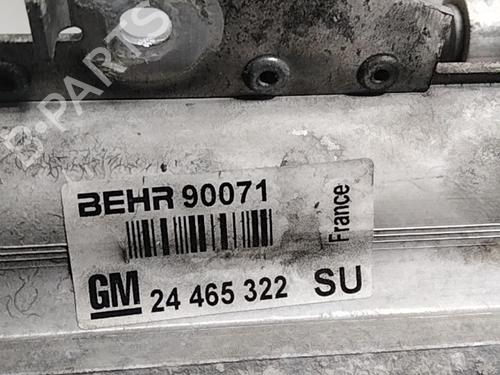 B-PARTS
BEHR 90071
France
GM 24 465 322 SU